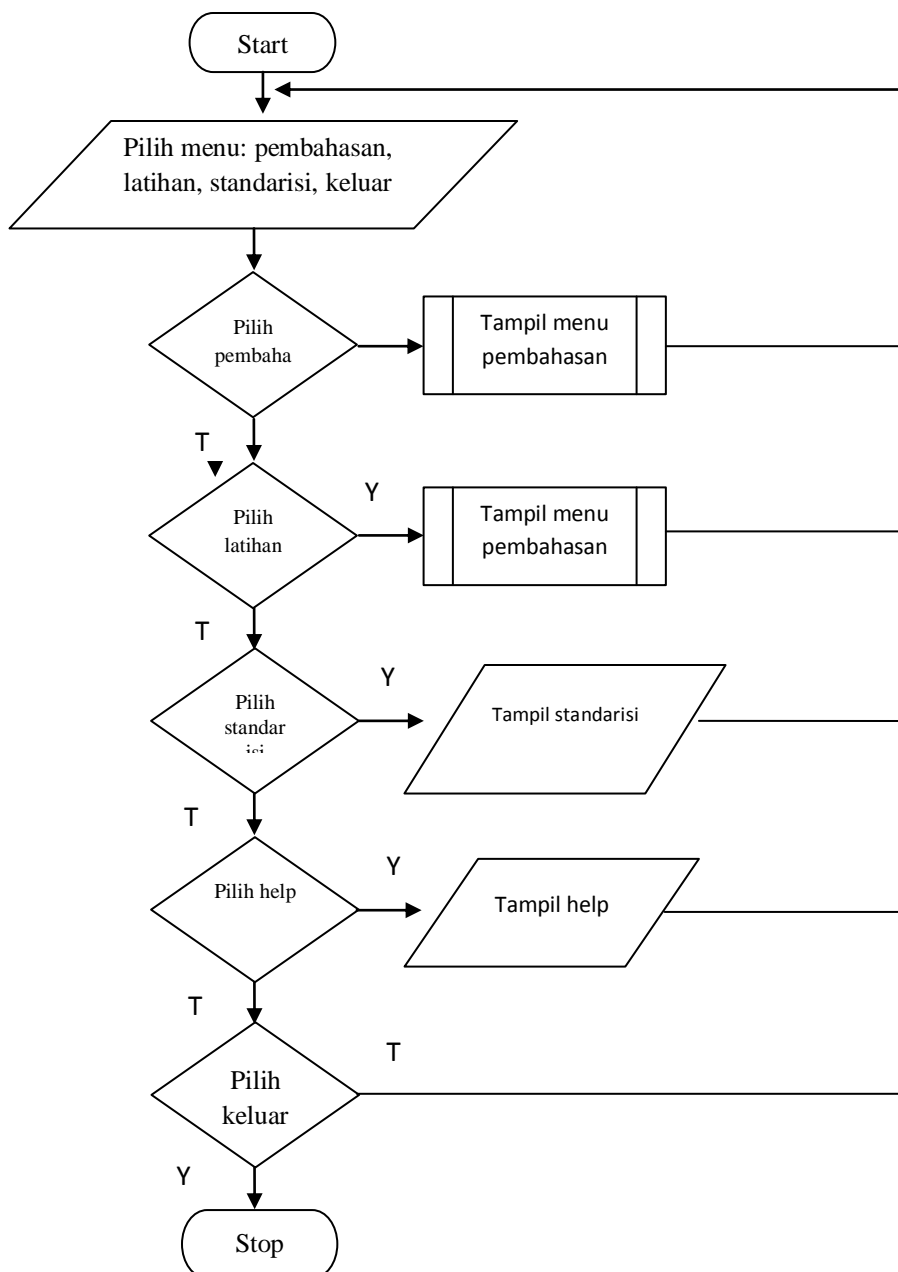 Start
Pilih menu: pembahasan,
latihan, standarisi, keluar
Pilih
pembaha
Tampil menu
pembahasan
T
Pilih
latihan
Y
Tampil menu
pembahasan
T
Pilih
standar
isi
Y
Tampil standarisi
T
Pilih help
Y
Tampil help
T
Pilih
keluar
T
Y
Stop